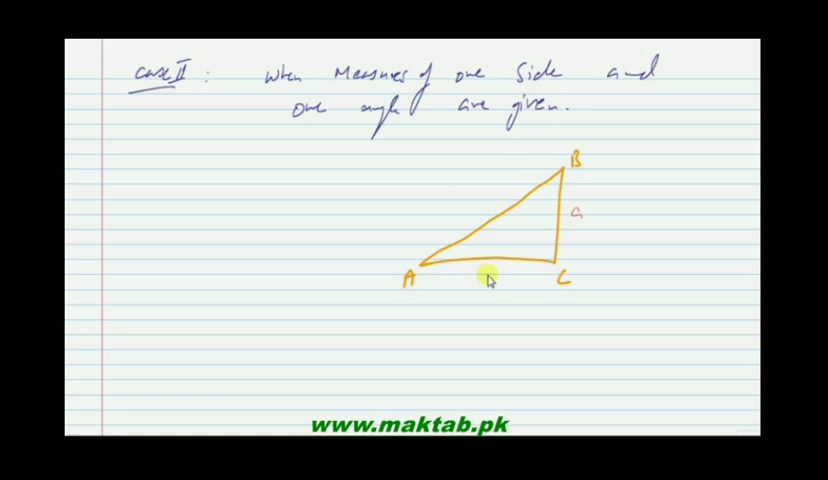 Case II : When Measures of one Side and
one angle are given.
B
a
A
C
www.maktab.pk